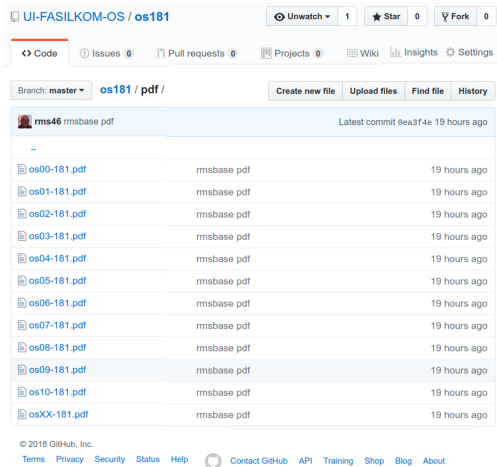 UI-FASILKOM-OS / os181
Unwatch 1 Star 0 Fork 0
Code Issues 0 Pull requests 0 Projects 0 Wiki Insights Settings
Branch: master os181 / pdf / Create new file Upload files Find file History
rms46 rmsbase pdf Latest commit 0ea3f4e 19 hours ago
..
os00-181.pdf rmsbase pdf 19 hours ago
os01-181.pdf rmsbase pdf 19 hours ago
os02-181.pdf rmsbase pdf 19 hours ago
os03-181.pdf rmsbase pdf 19 hours ago
os04-181.pdf rmsbase pdf 19 hours ago
os05-181.pdf rmsbase pdf 19 hours ago
os06-181.pdf rmsbase pdf 19 hours ago
os07-181.pdf rmsbase pdf 19 hours ago
os08-181.pdf rmsbase pdf 19 hours ago
os09-181.pdf rmsbase pdf 19 hours ago
os10-181.pdf rmsbase pdf 19 hours ago
osXX-181.pdf rmsbase pdf 19 hours ago
© 2018 GitHub, Inc.
Terms Privacy Security Status Help Contact GitHub API Training Shop Blog About